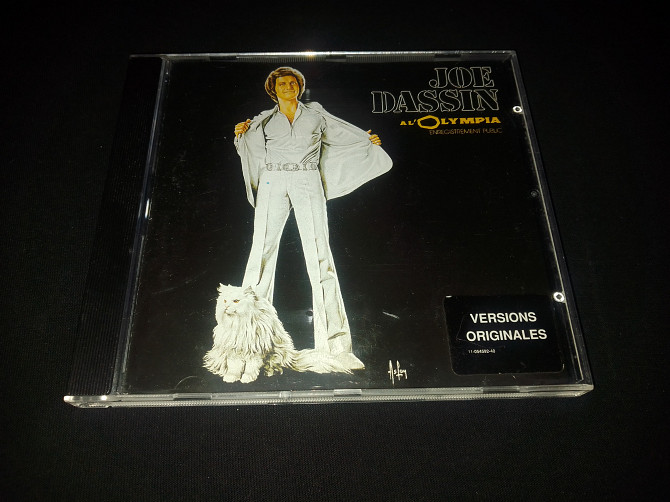 JOE
DASSIN
A L'OLYMPIA
ENREGISTREMENT PUBLIC
VERSIONS
ORIGINALES